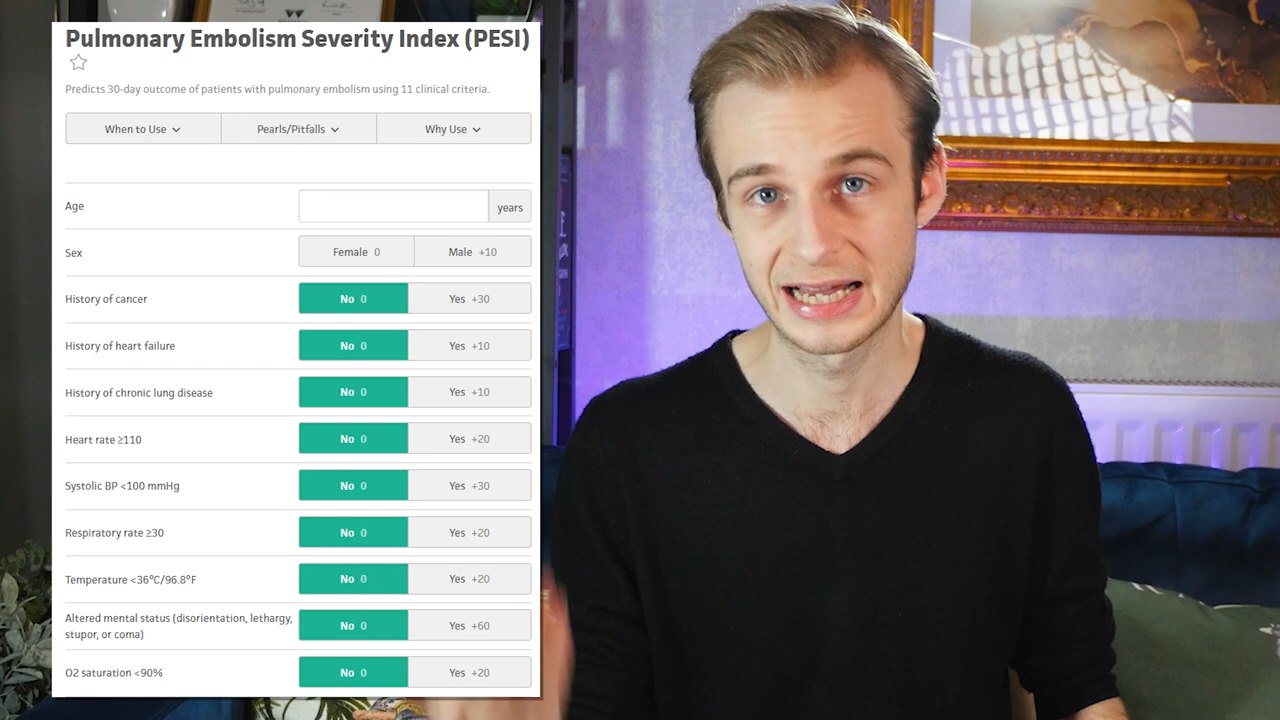 Pulmonary Embolism Severity Index (PESI)
Predicts 30-day outcome of patients with pulmonary embolism using 11 clinical criteria.
When to Use Pearls/Pitfalls Why Use
Age years
Sex Female 0 Male +10
History of cancer No 0 Yes +30
History of heart failure No 0 Yes +10
History of chronic lung disease No 0 Yes +10
Heart rate ≥110 No 0 Yes +20
Systolic BP <100 mmHg No 0 Yes +30
Respiratory rate ≥30 No 0 Yes +20
Temperature <36°C/96.8°F No 0 Yes +20
Altered mental status (disorientation, lethargy,
stupor, or coma) No 0 Yes +60
O2 saturation <90% No 0 Yes +20